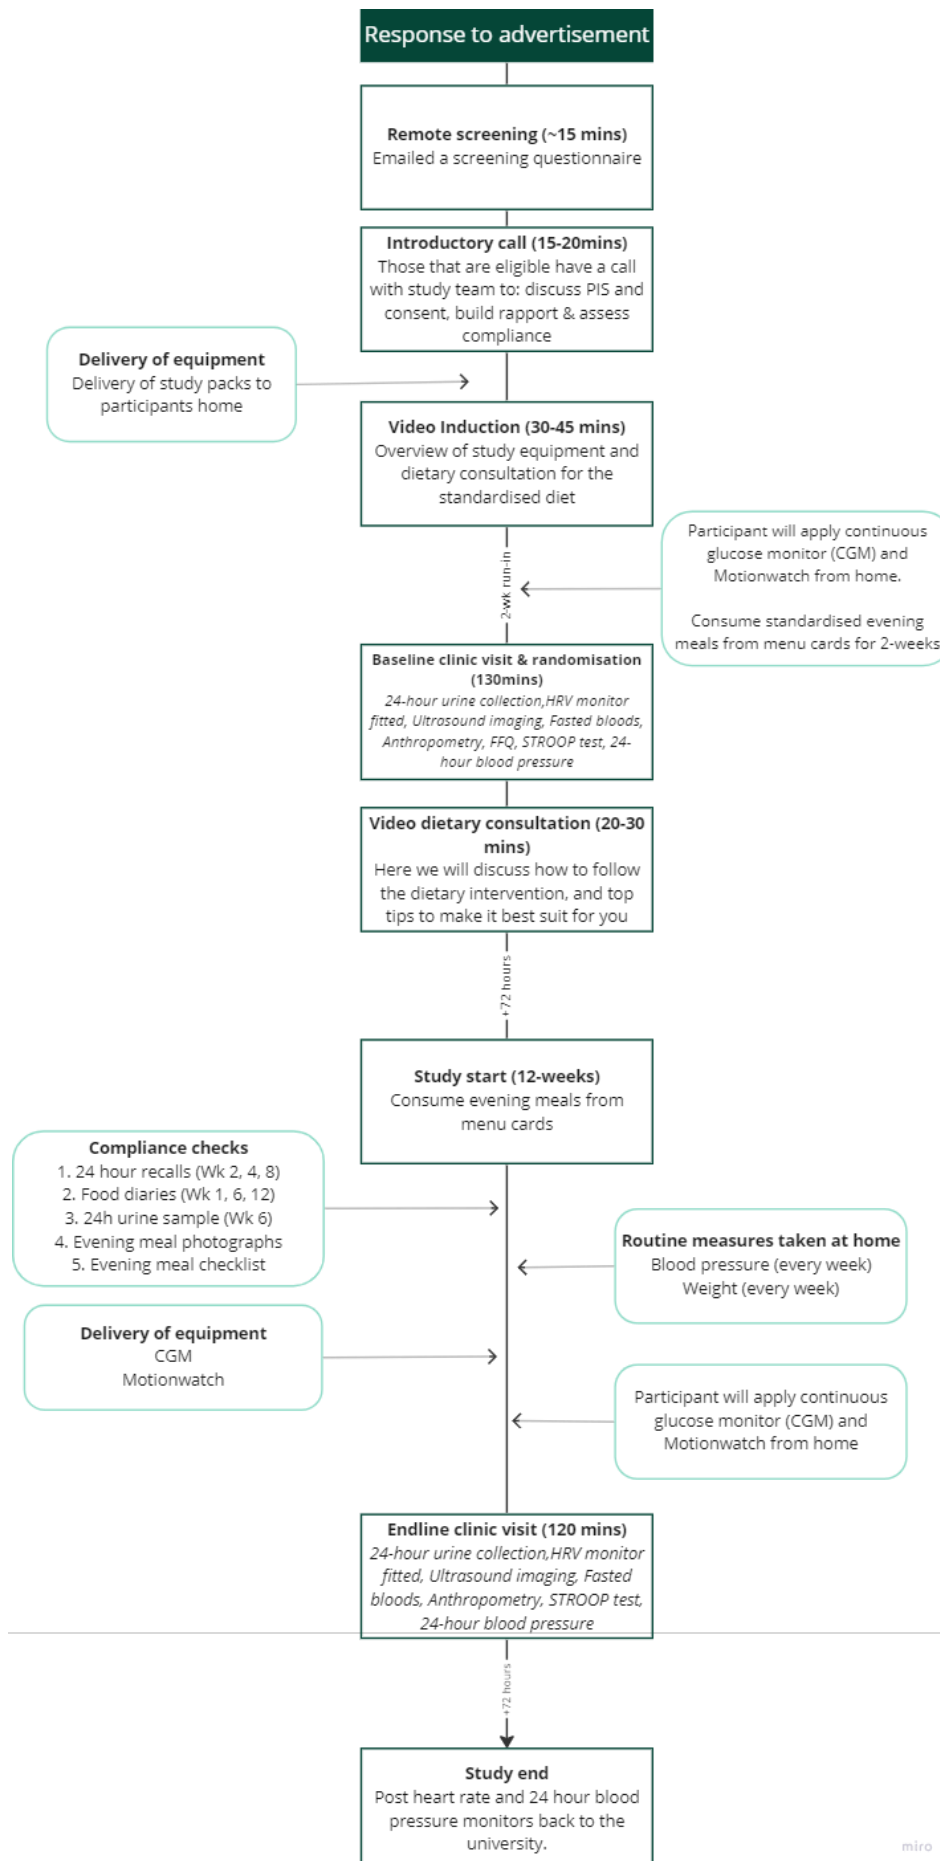 Response to advertisement
Remote screening (~15 mins)
Emailed a screening questionnaire
Introductory call (15-20mins)
Those that are eligible have a call
with study team to: discuss PIS and
consent, build rapport & assess
compliance
Delivery of equipment
Delivery of study packs to
participants home
Video Induction (30-45 mins)
Overview of study equipment and
dietary consultation for the
standardised diet
2-wk run-in
Participant will apply continuous
glucose monitor (CGM) and
Motionwatch from home.
Consume standardised evening
meals from menu cards for 2-weeks
Baseline clinic visit & randomisation
(130mins)
24-hour urine collection,HRV monitor
fitted, Ultrasound imaging, Fasted bloods,
Anthropometry, FFQ, STROOP test, 24-
hour blood pressure
Video dietary consultation (20-30
mins)
Here we will discuss how to follow
the dietary intervention, and top
tips to make it best suit for you
+72 hours
Study start (12-weeks)
Consume evening meals from
menu cards
Compliance checks
1. 24 hour recalls (Wk 2, 4, 8)
2. Food diaries (Wk 1, 6, 12)
3. 24h urine sample (Wk 6)
4. Evening meal photographs
5. Evening meal checklist
Routine measures taken at home
Blood pressure (every week)
Weight (every week)
Delivery of equipment
CGM
Motionwatch
Participant will apply continuous
glucose monitor (CGM) and
Motionwatch from home
Endline clinic visit (120 mins)
24-hour urine collection,HRV monitor
fitted, Ultrasound imaging, Fasted
bloods, Anthropometry, STROOP test,
24-hour blood pressure
+72 hours
Study end
Post heart rate and 24 hour blood
pressure monitors back to the
university.
miro